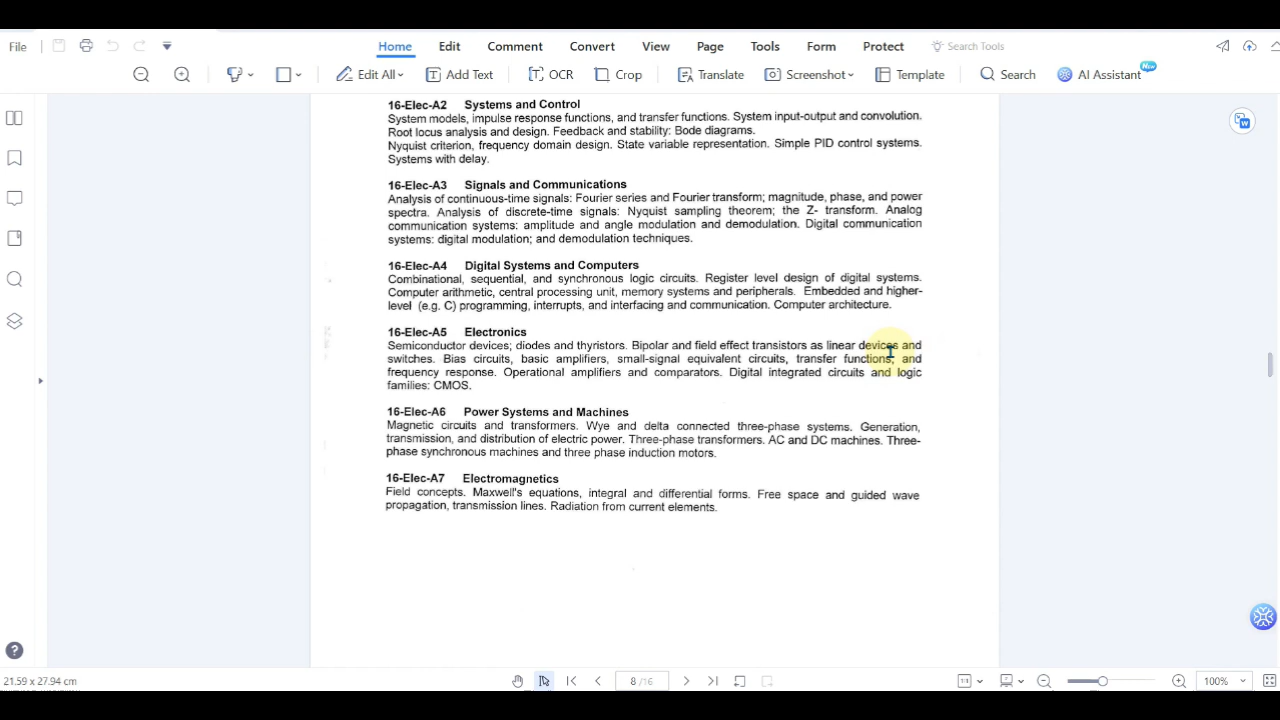 File
Home Edit Comment Convert View Page Tools Form Protect Search Tools
Edit All Add Text OCR Crop Translate Screenshot Template Search AI Assistant New
16-Elec-A2 Systems and Control
System models, impulse response functions, and transfer functions. System input-output and convolution.
Root locus analysis and design. Feedback and stability: Bode diagrams.
Nyquist criterion, frequency domain design. State variable representation. Simple PID control systems.
Systems with delay.
16-Elec-A3 Signals and Communications
Analysis of continuous-time signals: Fourier series and Fourier transform; magnitude, phase, and power
spectra. Analysis of discrete-time signals: Nyquist sampling theorem; the Z- transform. Analog
communication systems: amplitude and angle modulation and demodulation. Digital communication
systems: digital modulation; and demodulation techniques.
16-Elec-A4 Digital Systems and Computers
Combinational, sequential, and synchronous logic circuits. Register level design of digital systems.
Computer arithmetic, central processing unit, memory systems and peripherals. Embedded and higher-
level (e.g. C) programming, interrupts, and interfacing and communication. Computer architecture.
16-Elec-A5 Electronics
Semiconductor devices; diodes and thyristors. Bipolar and field effect transistors as linear devices and
switches. Bias circuits, basic amplifiers, small-signal equivalent circuits, transfer functions, and
frequency response. Operational amplifiers and comparators. Digital integrated circuits and logic
families: CMOS.
16-Elec-A6 Power Systems and Machines
Magnetic circuits and transformers. Wye and delta connected three-phase systems. Generation,
transmission, and distribution of electric power. Three-phase transformers. AC and DC machines. Three-
phase synchronous machines and three phase induction motors.
16-Elec-A7 Electromagnetics
Field concepts. Maxwell's equations, integral and differential forms. Free space and guided wave
propagation, transmission lines. Radiation from current elements.
21.59 x 27.94 cm 8 /16 100%